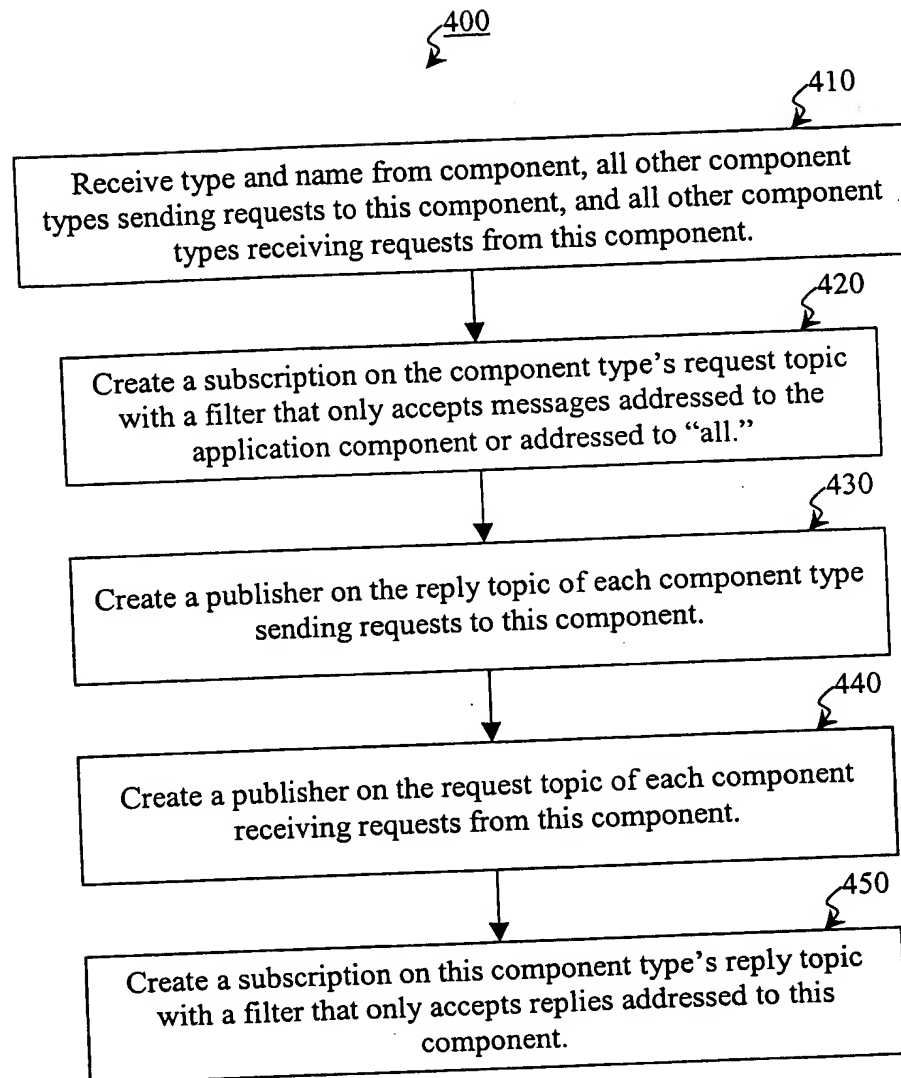 400
410
Receive type and name from component, all other component
types sending requests to this component, and all other component
types receiving requests from this component.
420
Create a subscription on the component type’s request topic
with a filter that only accepts messages addressed to the
application component or addressed to “all.”
430
Create a publisher on the reply topic of each component type
sending requests to this component.
440
Create a publisher on the request topic of each component
receiving requests from this component.
450
Create a subscription on this component type’s reply topic
with a filter that only accepts replies addressed to this
component.